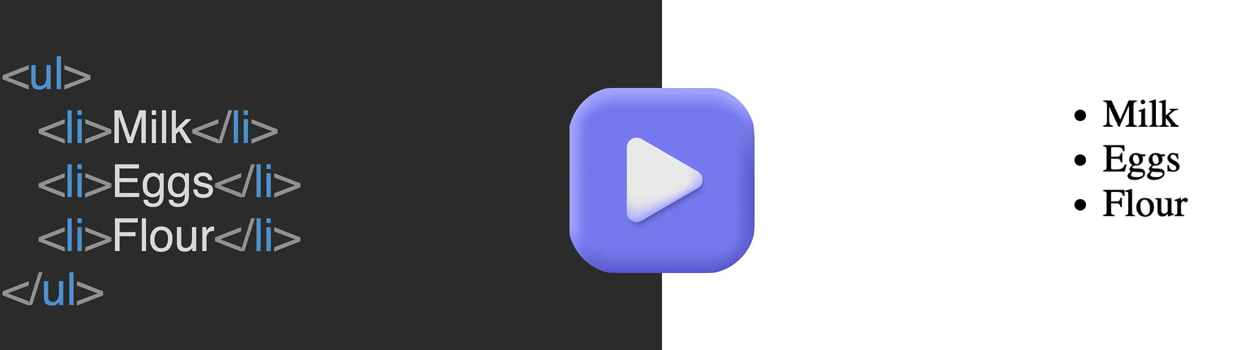 <ul>
<li>Milk</li>
<li>Eggs</li>
<li>Flour</li>
</ul>
• Milk
• Eggs
• Flour